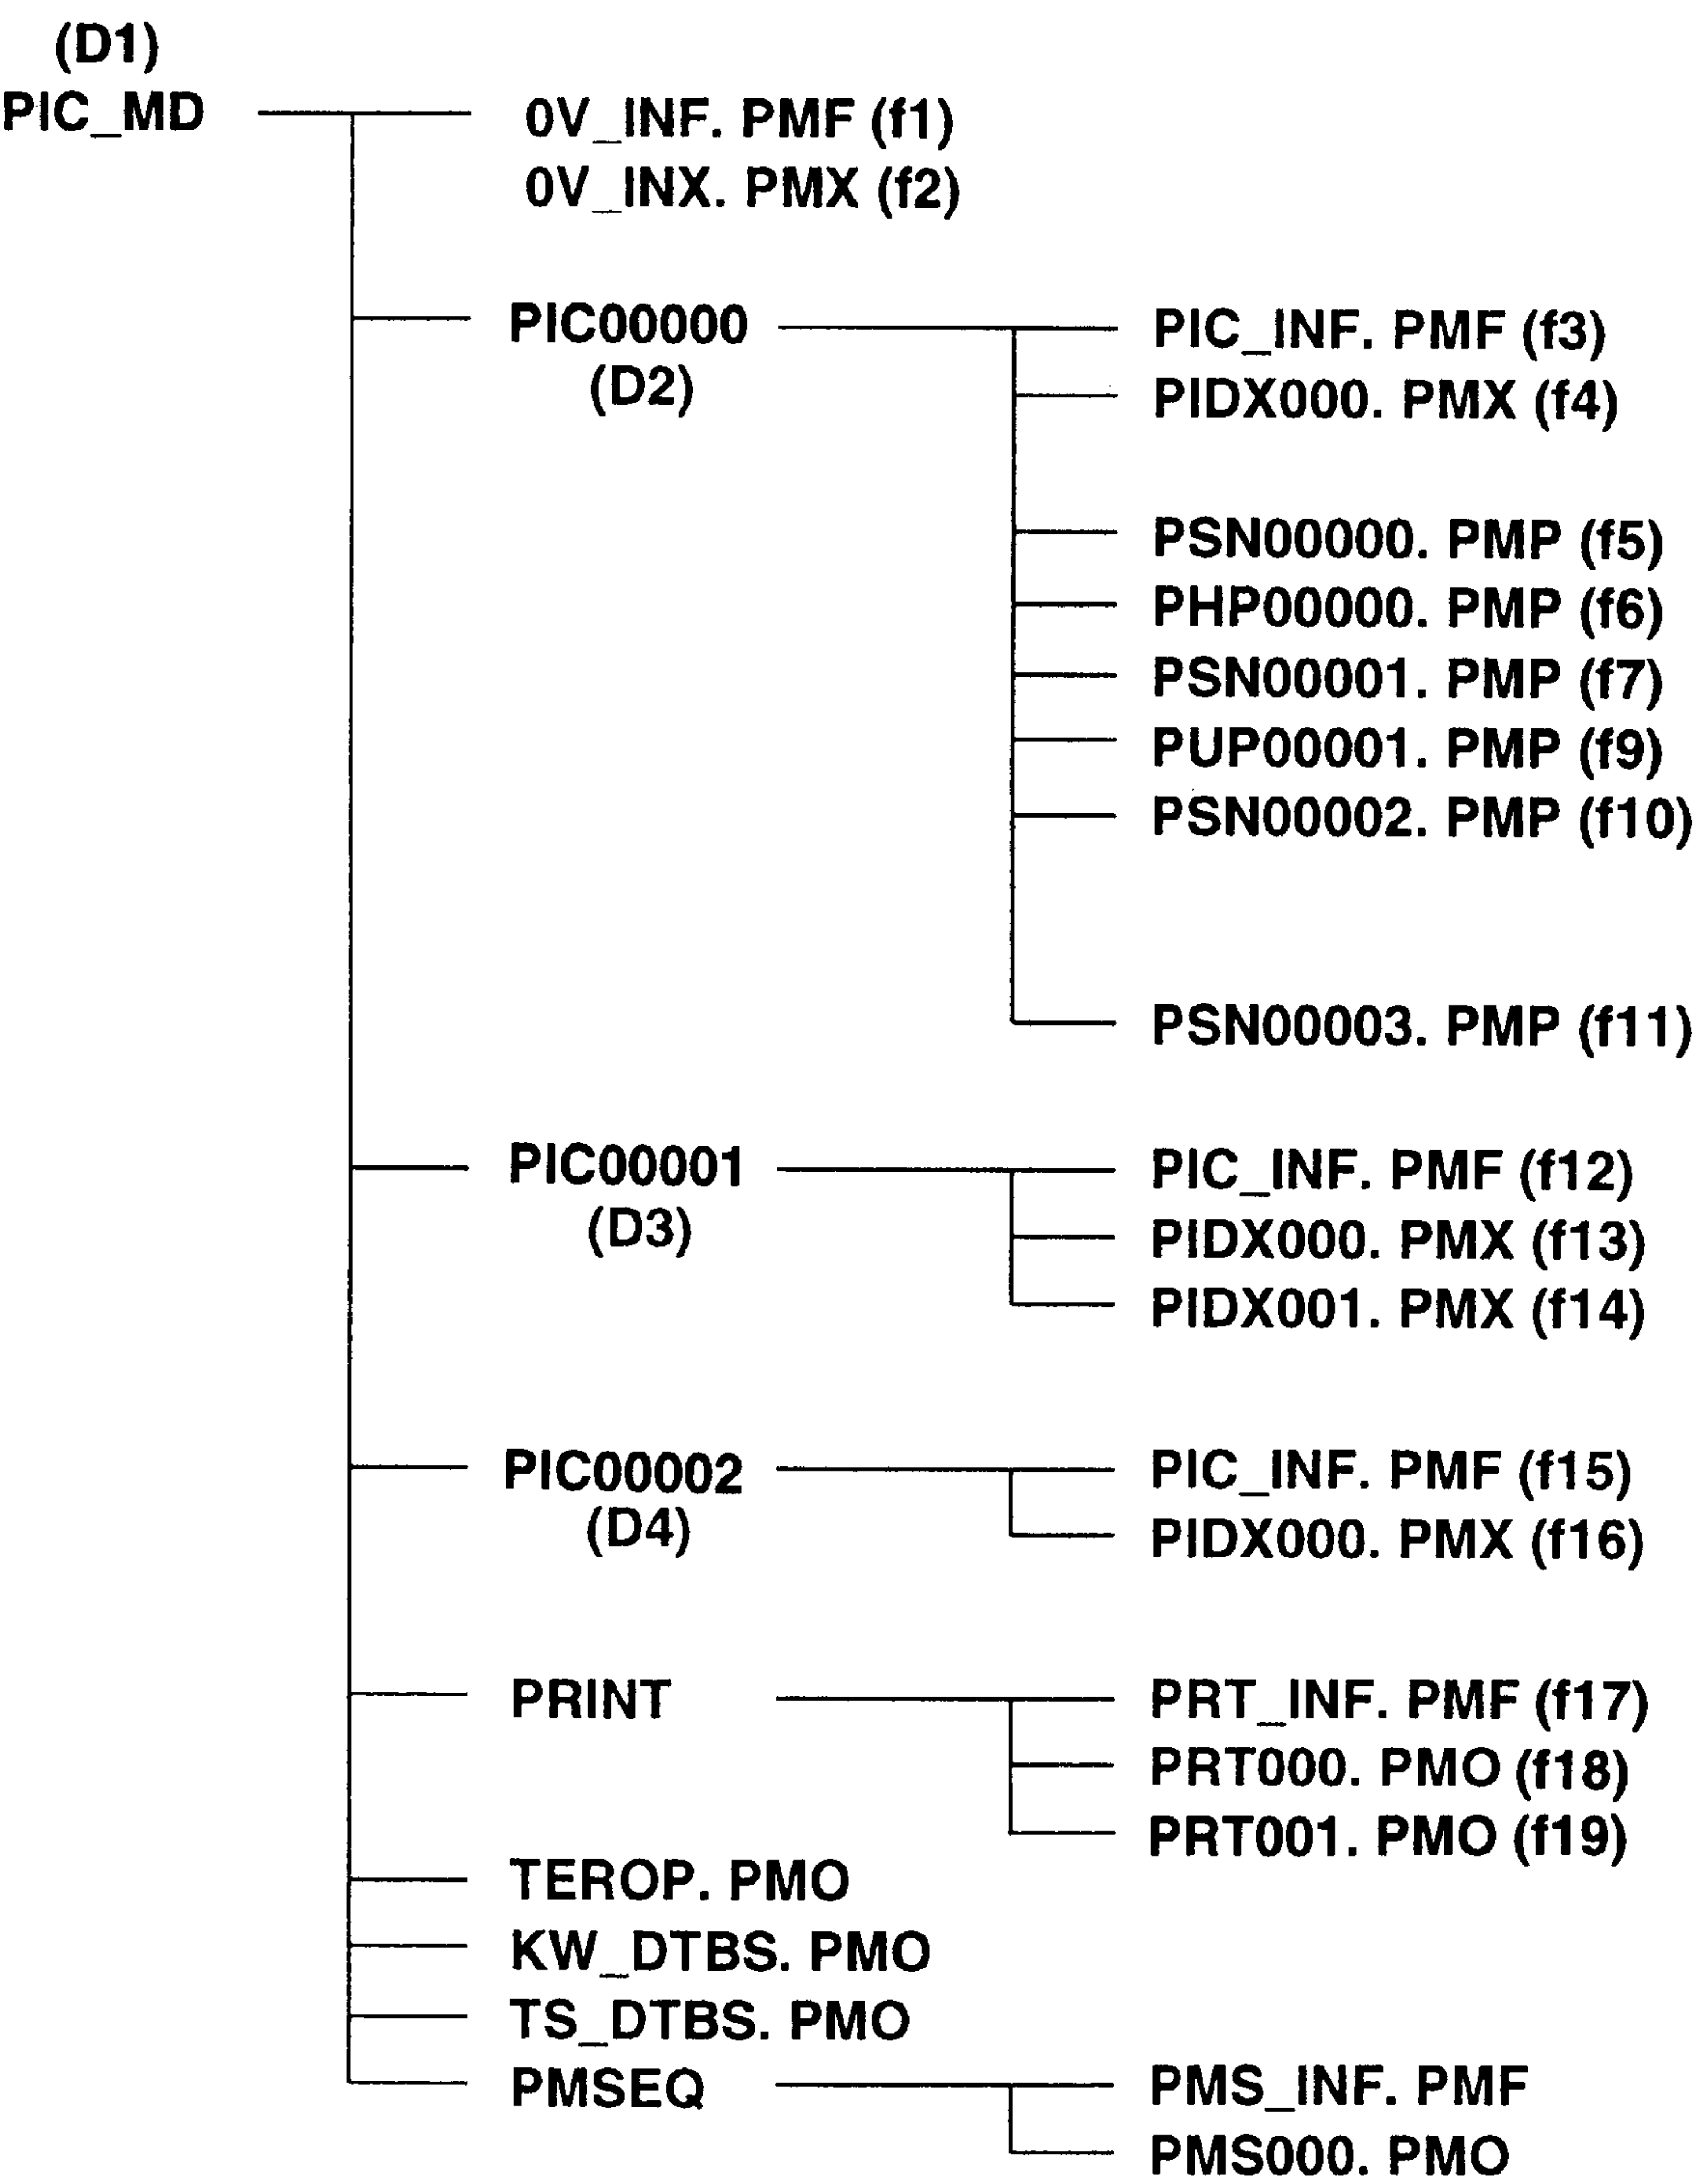 (D1)
PIC_MD
0V_INF. PMF (f1)
0V_INX. PMX (f2)
PIC00000
(D2)
PIC_INF. PMF (f3)
PIDX000. PMX (f4)
PSN00000. PMP (f5)
PHP00000. PMP (f6)
PSN00001. PMP (f7)
PUP00001. PMP (f9)
PSN00002. PMP (f10)
PSN00003. PMP (f11)
PIC00001
(D3)
PIC_INF. PMF (f12)
PIDX000. PMX (f13)
PIDX001. PMX (f14)
PIC00002
(D4)
PIC_INF. PMF (f15)
PIDX000. PMX (f16)
PRINT
PRT_INF. PMF (f17)
PRT000. PMO (f18)
PRT001. PMO (f19)
TEROP. PMO
KW_DTBS. PMO
TS_DTBS. PMO
PMSEQ
PMS_INF. PMF
PMS000. PMO